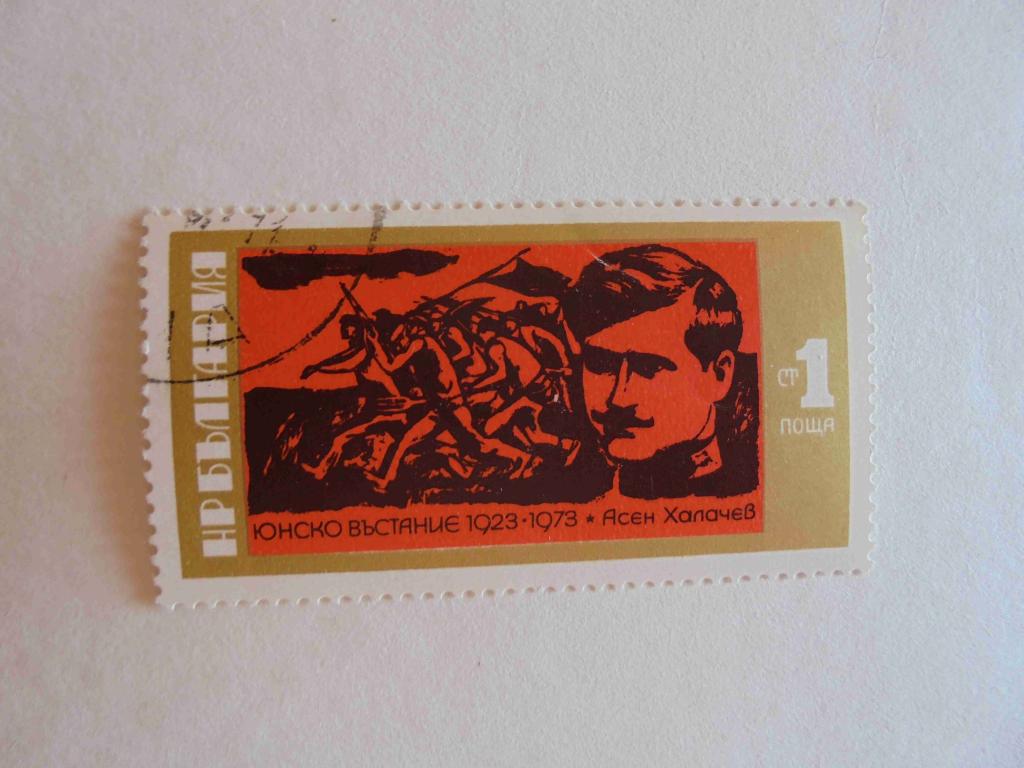 НР БЪЛГАРИЯ
ст 1
ПОЩА
ЮНСКО ВЪСТАНИЕ 1923·1973 ★ Асен Халачев